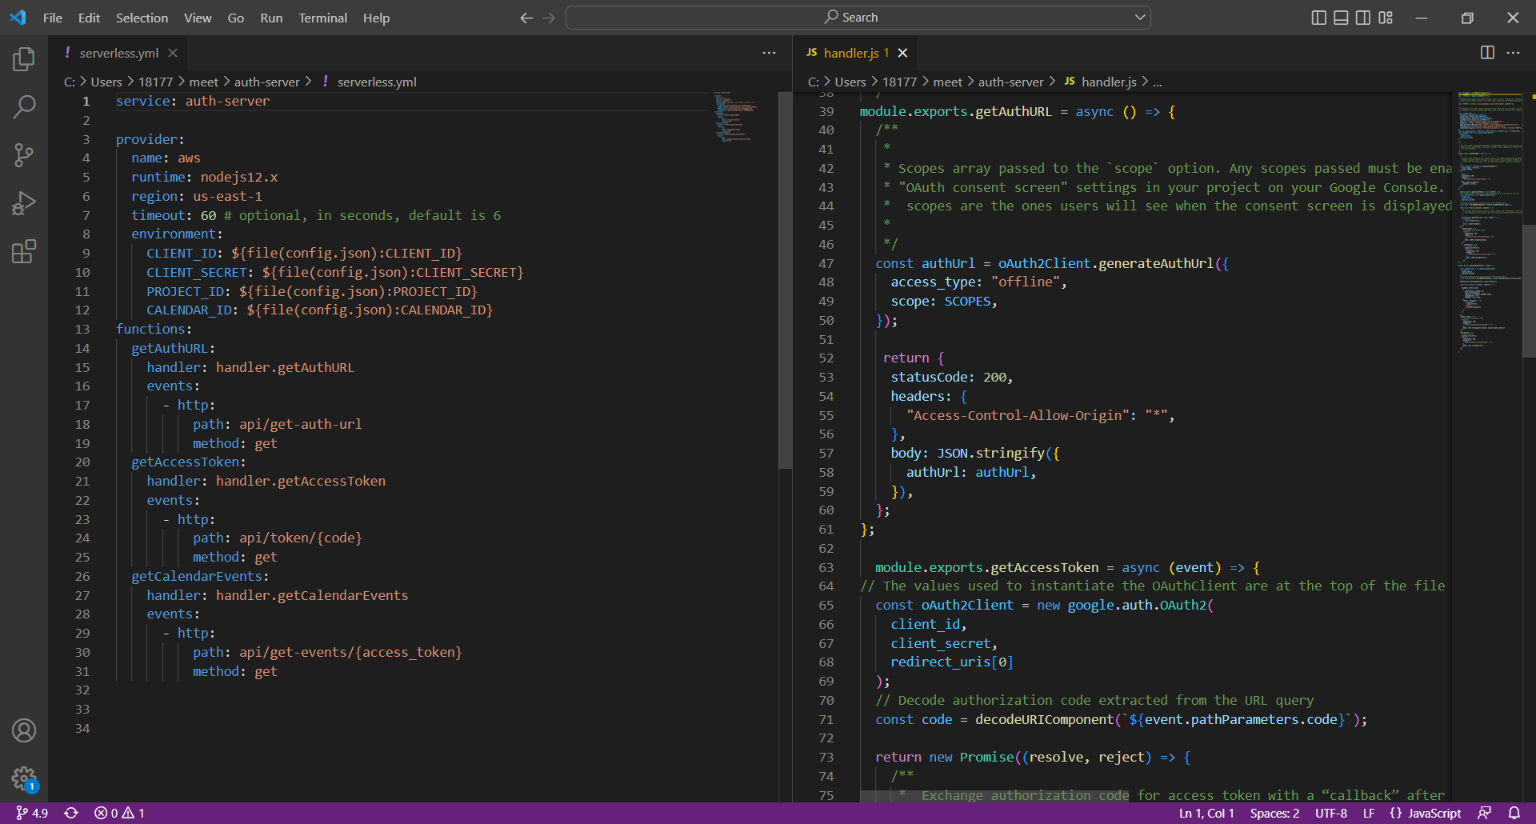 File Edit Selection View Go Run Terminal Help Search
! serverless.yml
JS handler.js 1
C: > Users > 18177 > meet > auth-server > ! serverless.yml
1 service: auth-server
2
3 provider:
4 name: aws
5 runtime: nodejs12.x
6 region: us-east-1
7 timeout: 60 # optional, in seconds, default is 6
8 environment:
9 CLIENT_ID: ${file(config.json):CLIENT_ID}
10 CLIENT_SECRET: ${file(config.json):CLIENT_SECRET}
11 PROJECT_ID: ${file(config.json):PROJECT_ID}
12 CALENDAR_ID: ${file(config.json):CALENDAR_ID}
13 functions:
14 getAuthURL:
15 handler: handler.getAuthURL
16 events:
17 - http:
18 path: api/get-auth-url
19 method: get
20 getAccessToken:
21 handler: handler.getAccessToken
22 events:
23 - http:
24 path: api/token/{code}
25 method: get
26 getCalendarEvents:
27 handler: handler.getCalendarEvents
28 events:
29 - http:
30 path: api/get-events/{access_token}
31 method: get
32
33
34
C: > Users > 18177 > meet > auth-server > JS handler.js > ...
38 /
39 module.exports.getAuthURL = async () => {
40 /**
41 *
42 * Scopes array passed to the `scope` option. Any scopes passed must be ena
43 * "OAuth consent screen" settings in your project on your Google Console.
44 * scopes are the ones users will see when the consent screen is displayed
45 *
46 */
47 const authUrl = oAuth2Client.generateAuthUrl({
48 access_type: "offline",
49 scope: SCOPES,
50 });
51
52 return {
53 statusCode: 200,
54 headers: {
55 "Access-Control-Allow-Origin": "*",
56 },
57 body: JSON.stringify({
58 authUrl: authUrl,
59 }),
60 };
61 };
62
63 module.exports.getAccessToken = async (event) => {
64 // The values used to instantiate the OAuthClient are at the top of the file
65 const oAuth2Client = new google.auth.OAuth2(
66 client_id,
67 client_secret,
68 redirect_uris[0]
69 );
70 // Decode authorization code extracted from the URL query
71 const code = decodeURIComponent(`${event.pathParameters.code}`);
72
73 return new Promise((resolve, reject) => {
74 /**
75 * Exchange authorization code for access token with a “callback” after
1
4.9 0 1 Ln 1, Col 1 Spaces: 2 UTF-8 LF {} JavaScript